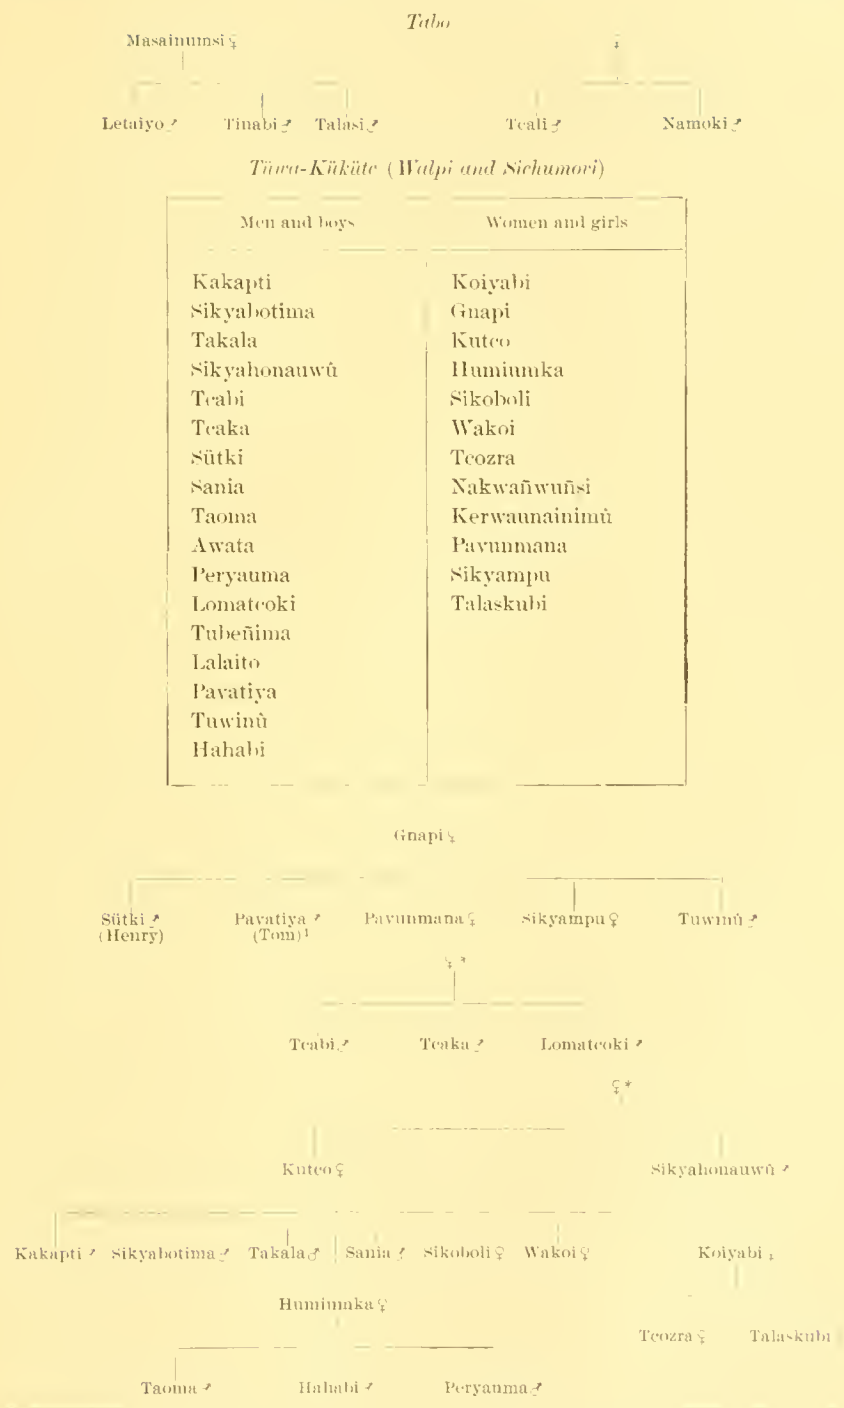 Tabo
Masainumsi ♀ ♀
Letaiyo ♂ Tinabi ♂ Talasi ♂ Tcali ♂ Namoki ♂
Tüwa-Kükütc (Walpi and Sichumovi)
Men and boys Women and girls
Kakapti Koiyabi
Sikyabotima Gnapi
Takala Kutco
Sikyahonauwû Humiumka
Tcabi Sikoboli
Tcaka Wakoi
Sütki Tcozra
Sania Nakwañwuñsi
Taoma Kerwaunainimû
Awata Pavunmana
Peryauma Sikyampu
Lomatcoki Talaskubi
Tubeñima
Lalaito
Pavatiya
Tuwinû
Hahabi
Gnapi ♀
Sütki ♂ Pavatiya ♂ Pavunmana ♀ Sikyampu ♀ Tuwinû ♂
(Henry) (Tom)¹
♀ *
Tcabi ♂ Tcaka ♂ Lomatcoki ♂
♀ *
Kutco ♀ Sikyahonauwû ♂
Kakapti ♂ Sikyabotima ♂ Takala ♂ Sania ♂ Sikoboli ♀ Wakoi ♀ Koiyabi ♀
Humiumka ♀
Tcozra ♀ Talaskubi
Taoma ♂ Hahabi ♂ Peryauma ♂